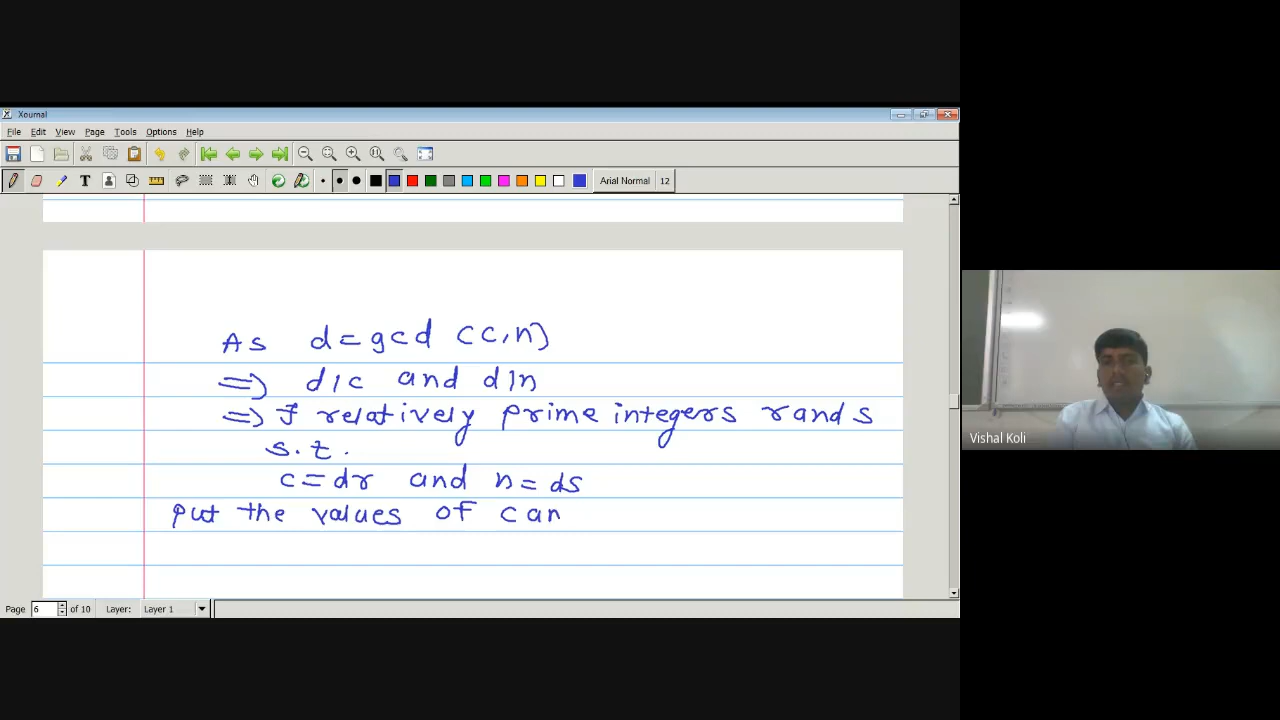 Xournal
File Edit View Page Tools Options Help
Arial Normal 12
As d = gcd (c, n)
⇒ d/c and d|n
⇒ ∃ relatively prime integers r and s
s.t.
c = dr and n = ds
put the values of c an
Page 6 of 10 Layer: Layer 1
Vishal Koli